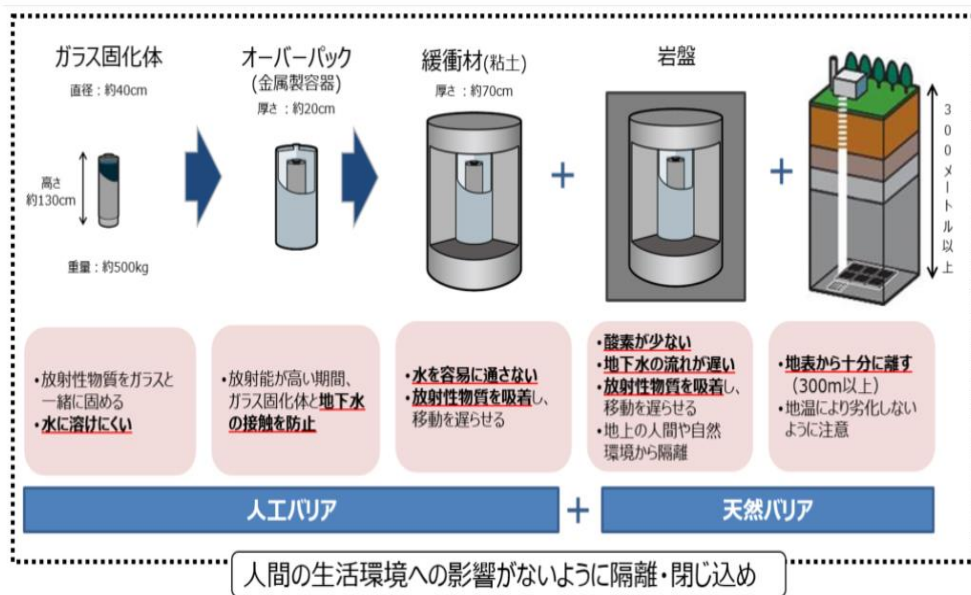 ガラス固化体
直径：約40cm
高さ
約130cm
重量：約500kg
オーバーパック
(金属製容器)
厚さ：約20cm
緩衝材(粘土)
厚さ：約70cm
+
岩盤
+
300メートル以上
•放射性物質をガラスと
一緒に固める
•水に溶けにくい
•放射能が高い期間、
ガラス固化体と地下水
の接触を防止
•水を容易に通さない
•放射性物質を吸着し、
移動を遅らせる
•酸素が少ない
•地下水の流れが遅い
•放射性物質を吸着し、
移動を遅らせる
•地上の人間や自然
環境から隔離
•地表から十分に離す
（300m以上）
•地温により劣化しない
ように注意
人工バリア
+
天然バリア
人間の生活環境への影響がないように隔離・閉じ込め